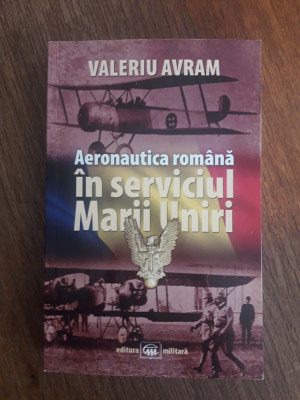 VALERIU AVRAM
Aeronautica română
în serviciul
Marii Uniri
editura militară